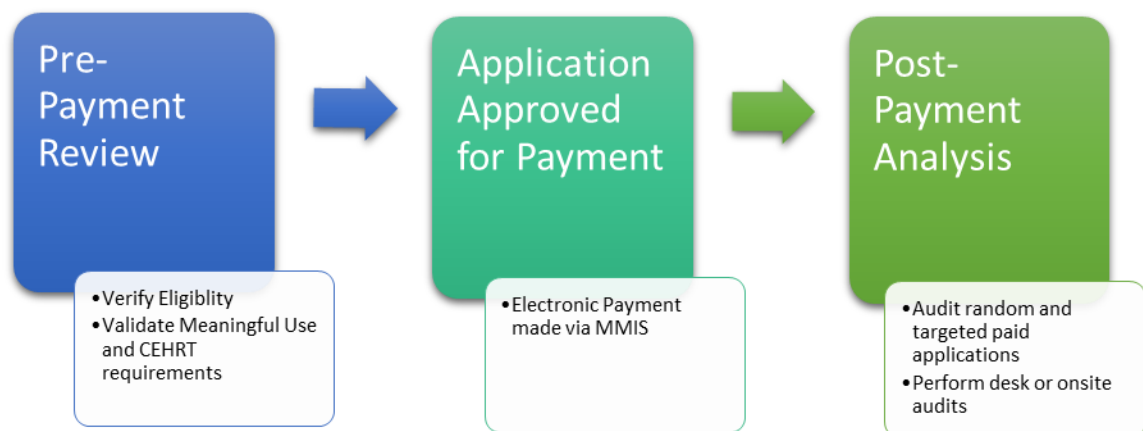 Pre-
Payment
Review
•Verify Eligiblity
•Validate Meaningful Use
and CEHRT
requirements
Application
Approved
for Payment
•Electronic Payment
made via MMIS
Post-
Payment
Analysis
•Audit random and
targeted paid
applications
•Perform desk or onsite
audits